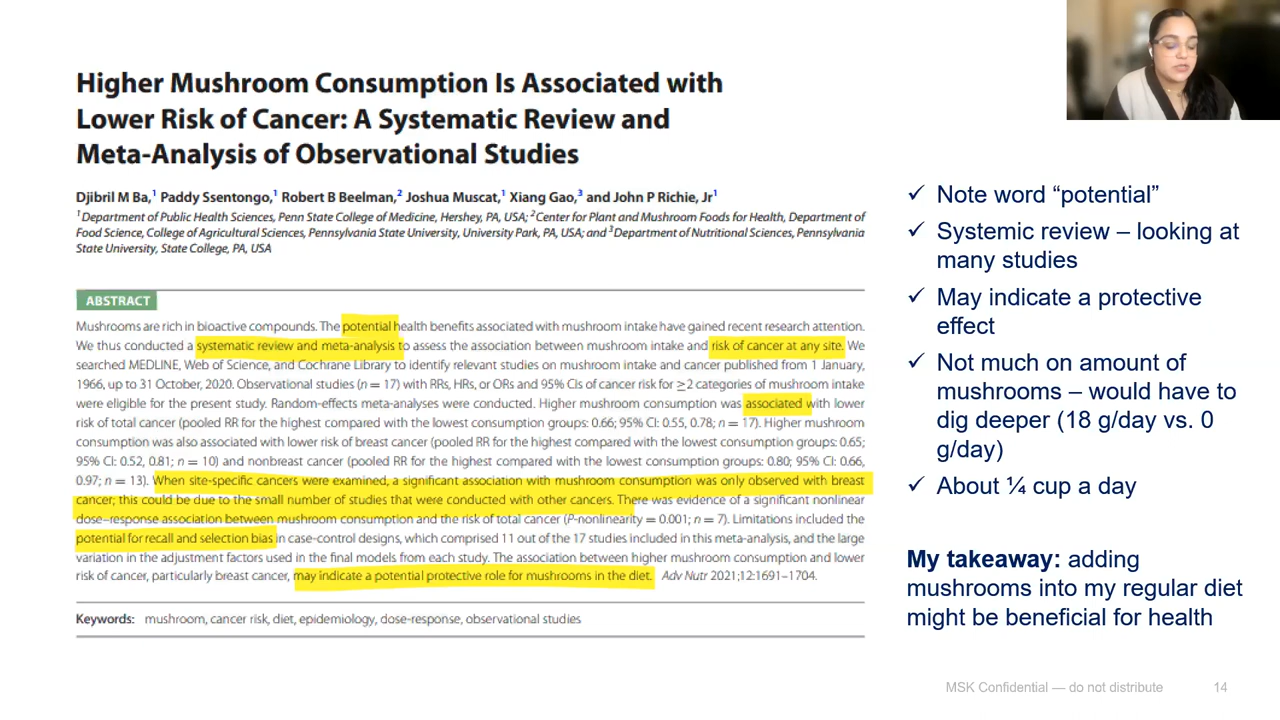 Higher Mushroom Consumption Is Associated with
Lower Risk of Cancer: A Systematic Review and
Meta-Analysis of Observational Studies
Djibril M Ba,1 Paddy Ssentongo,1 Robert B Beelman,2 Joshua Muscat,1 Xiang Gao,3 and John P Richie, Jr1
1Department of Public Health Sciences, Penn State College of Medicine, Hershey, PA, USA; 2Center for Plant and Mushroom Foods for Health, Department of
Food Science, College of Agricultural Sciences, Pennsylvania State University, University Park, PA, USA; and 3Department of Nutritional Sciences, Pennsylvania
State University, State College, PA, USA
ABSTRACT
Mushrooms are rich in bioactive compounds. The potential health benefits associated with mushroom intake have gained recent research attention.
We thus conducted a systematic review and meta-analysis to assess the association between mushroom intake and risk of cancer at any site. We
searched MEDLINE, Web of Science, and Cochrane Library to identify relevant studies on mushroom intake and cancer published from 1 January,
1966, up to 31 October, 2020. Observational studies (n = 17) with RRs, HRs, or ORs and 95% CIs of cancer risk for ≥2 categories of mushroom intake
were eligible for the present study. Random-effects meta-analyses were conducted. Higher mushroom consumption was associated with lower
risk of total cancer (pooled RR for the highest compared with the lowest consumption groups: 0.66; 95% CI: 0.55, 0.78; n = 17). Higher mushroom
consumption was also associated with lower risk of breast cancer (pooled RR for the highest compared with the lowest consumption groups: 0.65;
95% CI: 0.52, 0.81; n = 10) and nonbreast cancer (pooled RR for the highest compared with the lowest consumption groups: 0.80; 95% CI: 0.66,
0.97; n = 13). When site-specific cancers were examined, a significant association with mushroom consumption was only observed with breast
cancer; this could be due to the small number of studies that were conducted with other cancers. There was evidence of a significant nonlinear
dose–response association between mushroom consumption and the risk of total cancer (P-nonlinearity = 0.001; n = 7). Limitations included the
potential for recall and selection bias in case-control designs, which comprised 11 out of the 17 studies included in this meta-analysis, and the large
variation in the adjustment factors used in the final models from each study. The association between higher mushroom consumption and lower
risk of cancer, particularly breast cancer, may indicate a potential protective role for mushrooms in the diet. Adv Nutr 2021;12:1691–1704.
Keywords: mushroom, cancer risk, diet, epidemiology, dose-response, observational studies
✓ Note word “potential”
✓ Systemic review – looking at
many studies
✓ May indicate a protective
effect
✓ Not much on amount of
mushrooms – would have to
dig deeper (18 g/day vs. 0
g/day)
✓ About ¼ cup a day
My takeaway: adding
mushrooms into my regular diet
might be beneficial for health
MSK Confidential — do not distribute 14